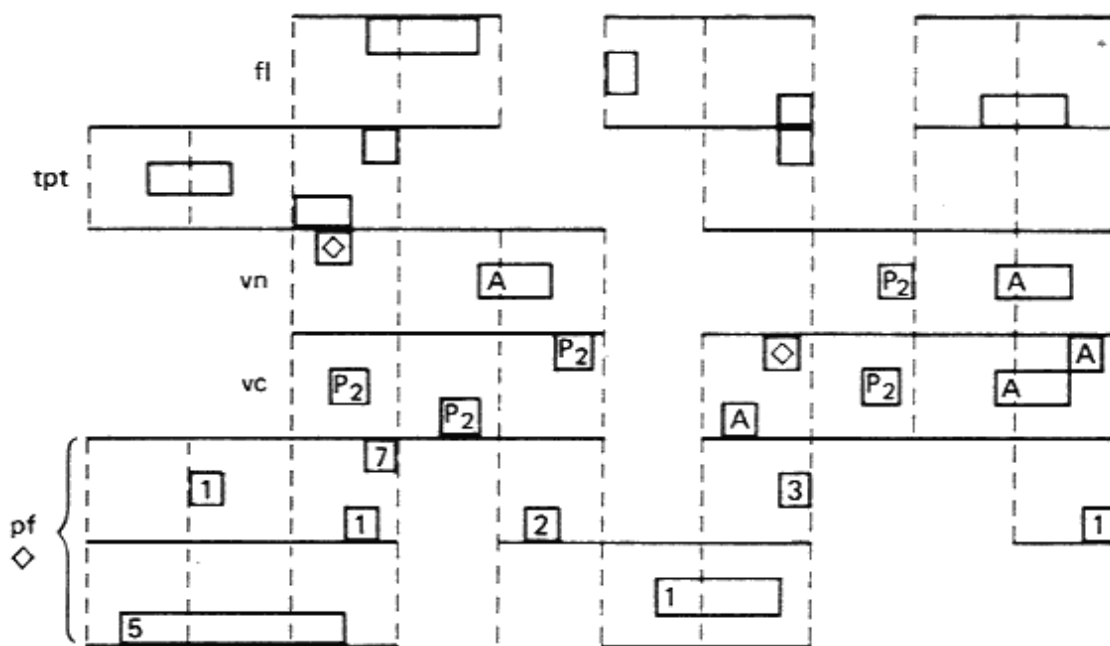 fl
tpt
◇
vn A P2 A
P2 ◇ A
vc P2 P2 A
P2 A
7
1 3
pf 1 2 1
◇
1
5